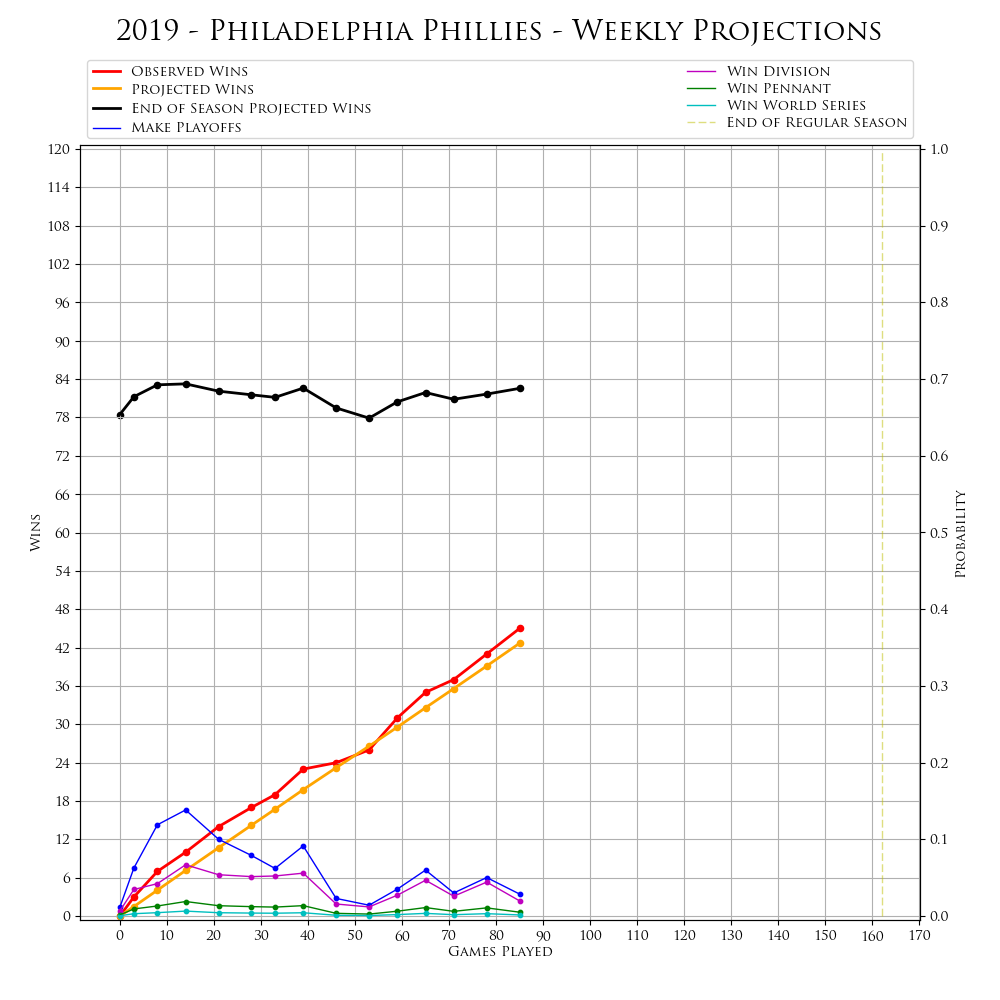 2019 - Philadelphia Phillies - Weekly Projections
Observed Wins
Projected Wins
End of Season Projected Wins
Make Playoffs
Win Division
Win Pennant
Win World Series
End of Regular Season
120
114
108
102
96
90
84
78
72
66
60
54
48
42
36
30
24
18
12
6
0
Wins
1.0
0.9
0.8
0.7
0.6
0.5
0.4
0.3
0.2
0.1
0.0
Probability
0 10 20 30 40 50 60 70 80 90 100 110 120 130 140 150 160 170
Games Played